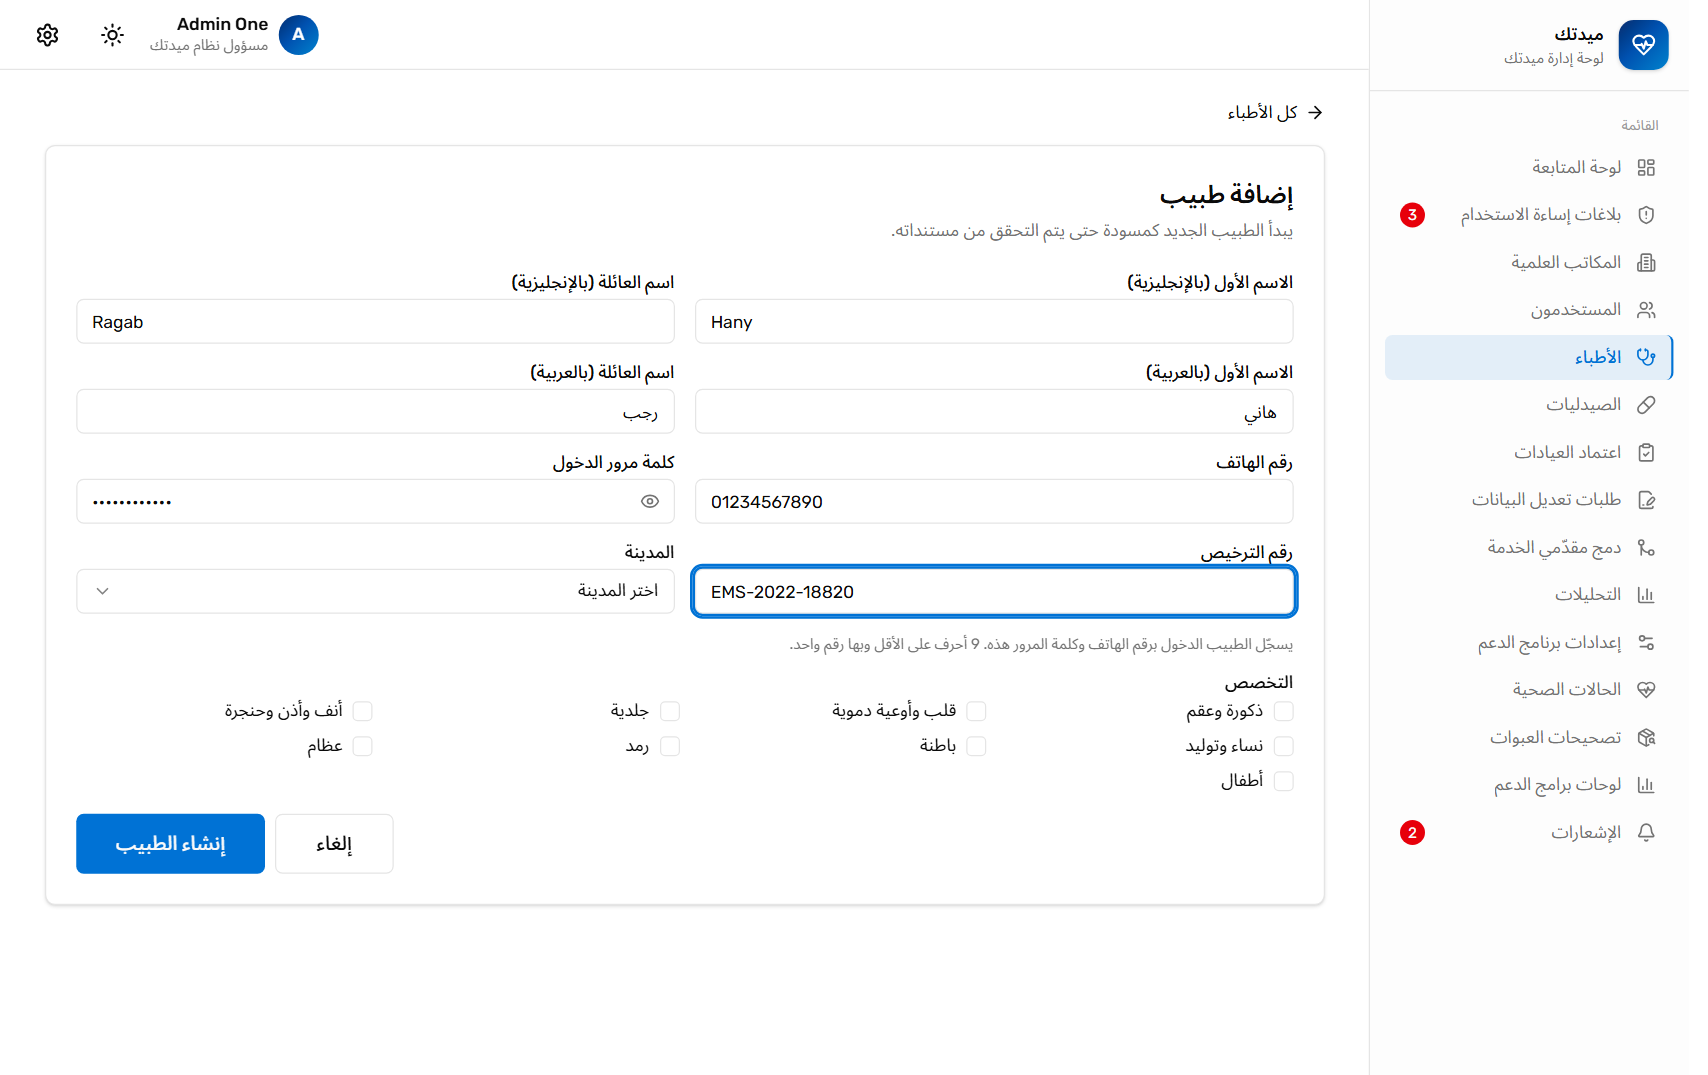 ميدتك
لوحة إدارة ميدتك
القائمة
لوحة المتابعة
بلاغات إساءة الاستخدام
3
المكاتب العلمية
المستخدمون
الأطباء
الصيدليات
اعتماد العيادات
طلبات تعديل البيانات
دمج مقدّمي الخدمة
التحليلات
إعدادات برنامج الدعم
الحالات الصحية
تصحيحات العبوات
لوحات برامج الدعم
الإشعارات
2
A
Admin One
مسؤول نظام ميدتك
كل الأطباء
إضافة طبيب
يبدأ الطبيب الجديد كمسودة حتى يتم التحقق من مستنداته.
الاسم الأول (بالإنجليزية)
Hany
اسم العائلة (بالإنجليزية)
Ragab
الاسم الأول (بالعربية)
هاني
اسم العائلة (بالعربية)
رجب
رقم الهاتف
01234567890
كلمة مرور الدخول
••••••••••••
رقم الترخيص
EMS-2022-18820
المدينة
اختر المدينة
يسجّل الطبيب الدخول برقم الهاتف وكلمة المرور هذه. 9 أحرف على الأقل وبها رقم واحد.
التخصص
ذكورة وعقم
قلب وأوعية دموية
جلدية
أنف وأذن وحنجرة
نساء وتوليد
باطنة
رمد
عظام
أطفال
إلغاء
إنشاء الطبيب